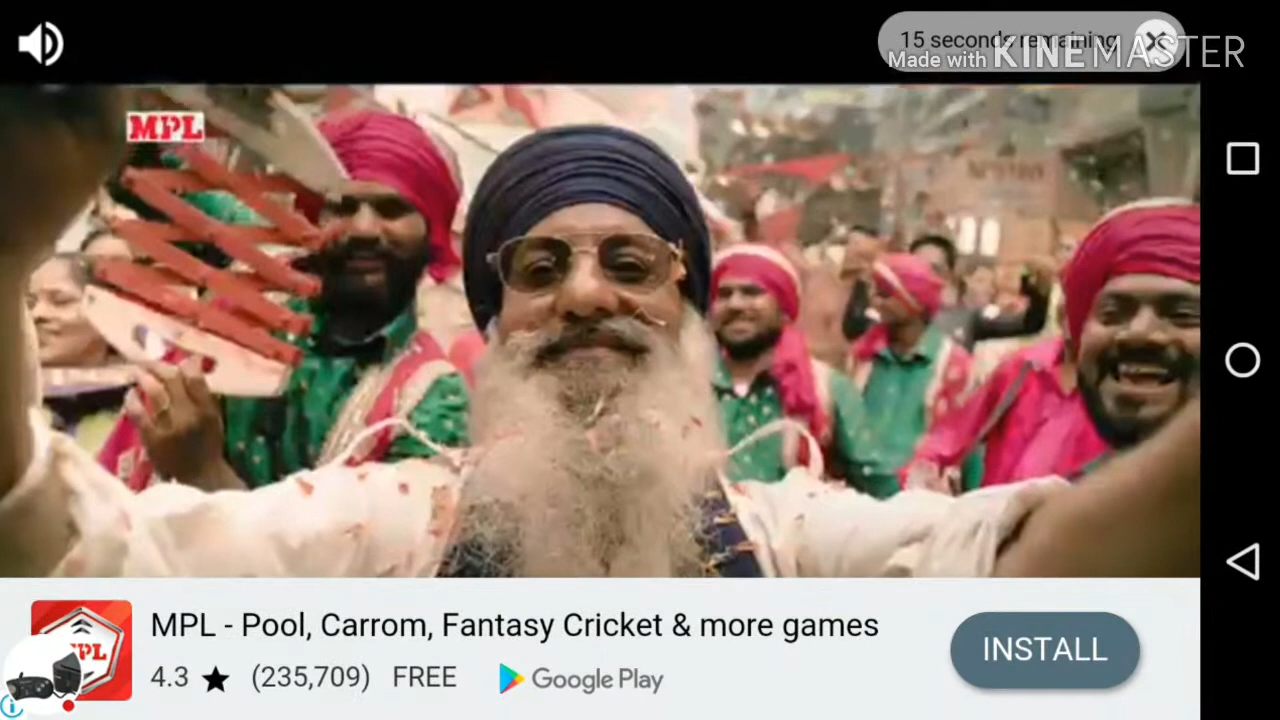 15 seconds remaining
Made with KINEMASTER
MPL
MPL - Pool, Carrom, Fantasy Cricket & more games
4.3 ★ (235,709) FREE Google Play
INSTALL